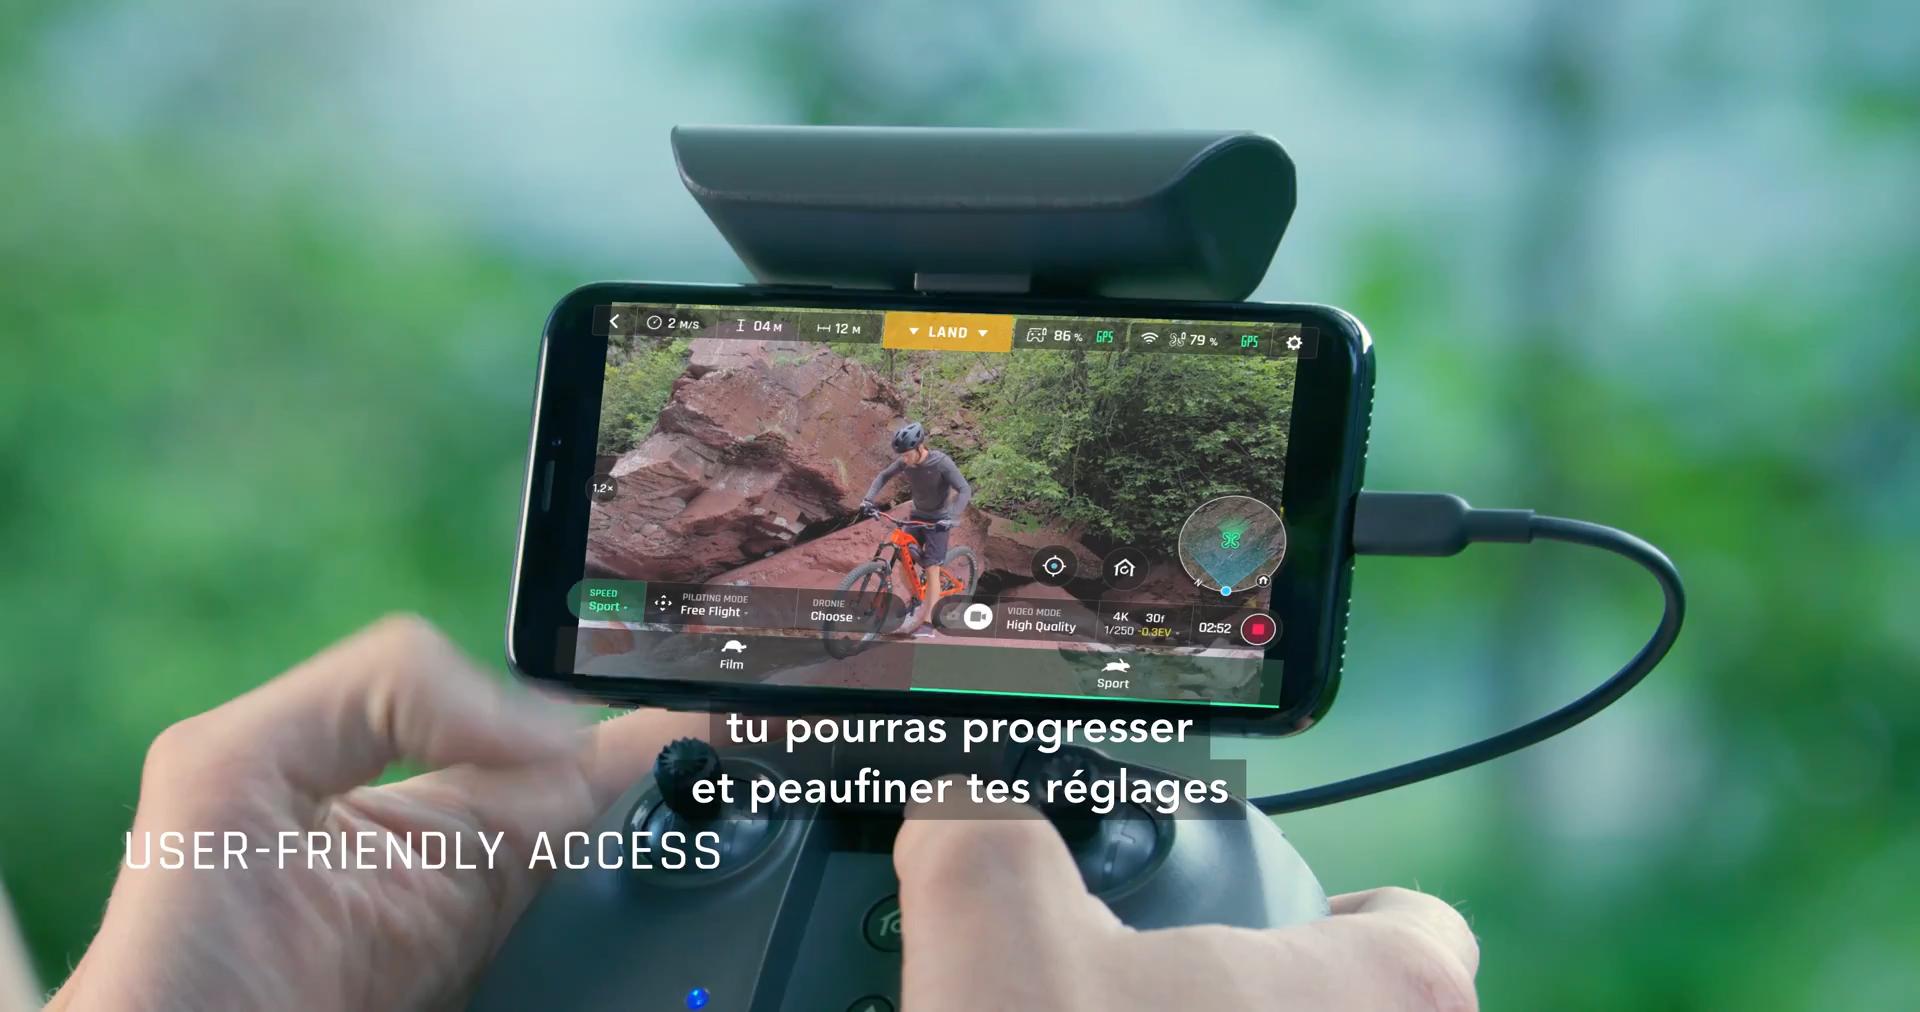 2 M/S
04 M
12 M
LAND
86 %
GPS
79 %
GPS
1.2×
N
SPEED
Sport
PILOTING MODE
Free Flight
DRONIE
Choose
VIDEO MODE
High Quality
4K 30f
1/250 -0.3EV
02:52
Film
Sport
tu pourras progresser
et peaufiner tes réglages
USER-FRIENDLY ACCESS